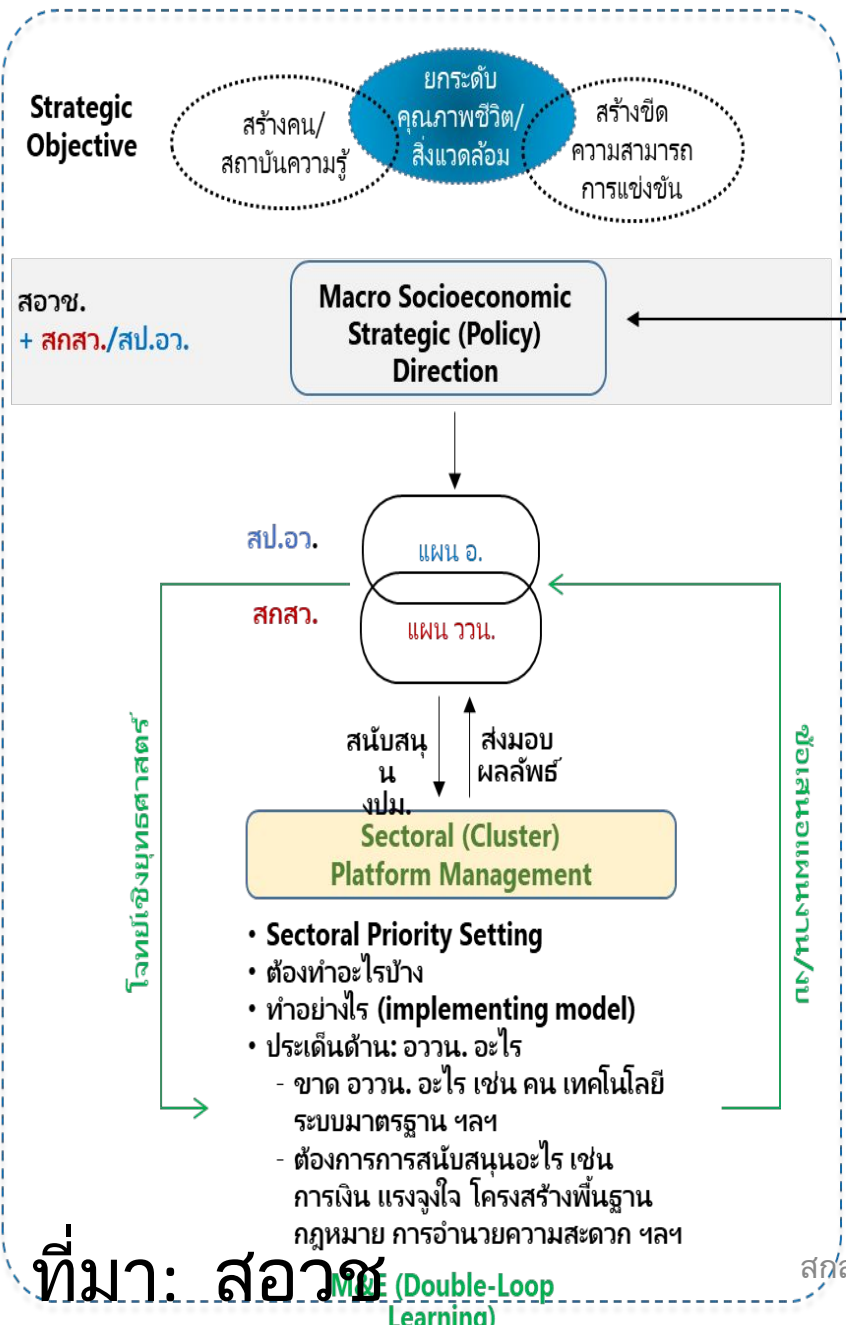 Strategic
Objective
สร้างคน/
สถาบันความรู้
ยกระดับ
คุณภาพชีวิต/
สิ่งแวดล้อม
สร้างขีด
ความสามารถ
การแข่งขัน
สอวช.
+ สกสว./สป.อว.
Macro Socioeconomic
Strategic (Policy)
Direction
สป.อว.
แผน อ.
สกสว.
แผน ววน.
สนับสนุ
น
งปม.
ส่งมอบ
ผลลัพธ์
โจทย์เชิงยุทธศาสตร์
ข้อเสนอแผนงาน/งบ
Sectoral (Cluster)
Platform Management
• Sectoral Priority Setting
• ต้องทำอะไรบ้าง
• ทำอย่างไร (implementing model)
• ประเด็นด้าน: อววน. อะไร
- ขาด อววน. อะไร เช่น คน เทคโนโลยี
ระบบมาตรฐาน ฯลฯ
- ต้องการการสนับสนุนอะไร เช่น
การเงิน แรงจูงใจ โครงสร้างพื้นฐาน
กฎหมาย การอำนวยความสะดวก ฯลฯ
ที่มา: สอวช
M&E (Double-Loop
Learning)